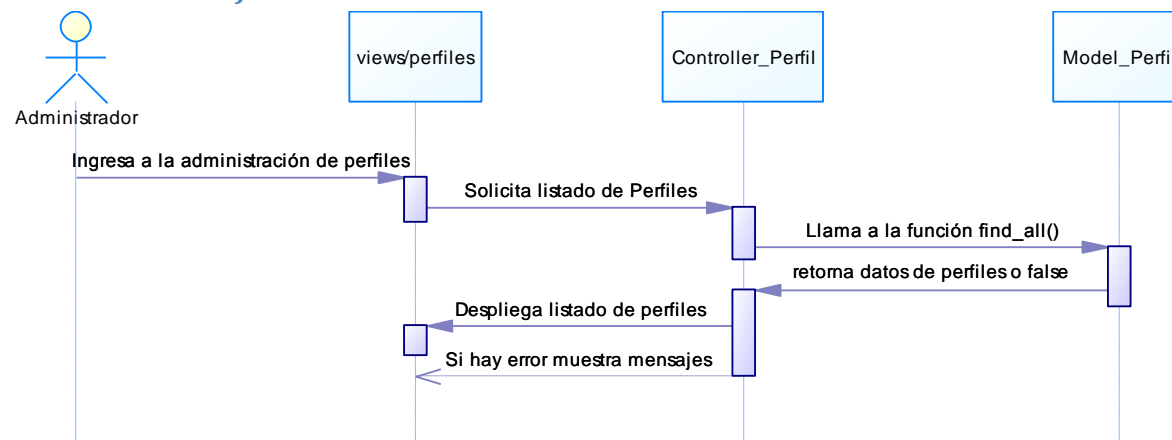 views/perfiles
Controller_Perfil
Model_Perfil
Administrador
Ingresa a la administración de perfiles
Solicita listado de Perfiles
Llama a la función find_all()
retorna datos de perfiles o false
Despliega listado de perfiles
Si hay error muestra mensajes